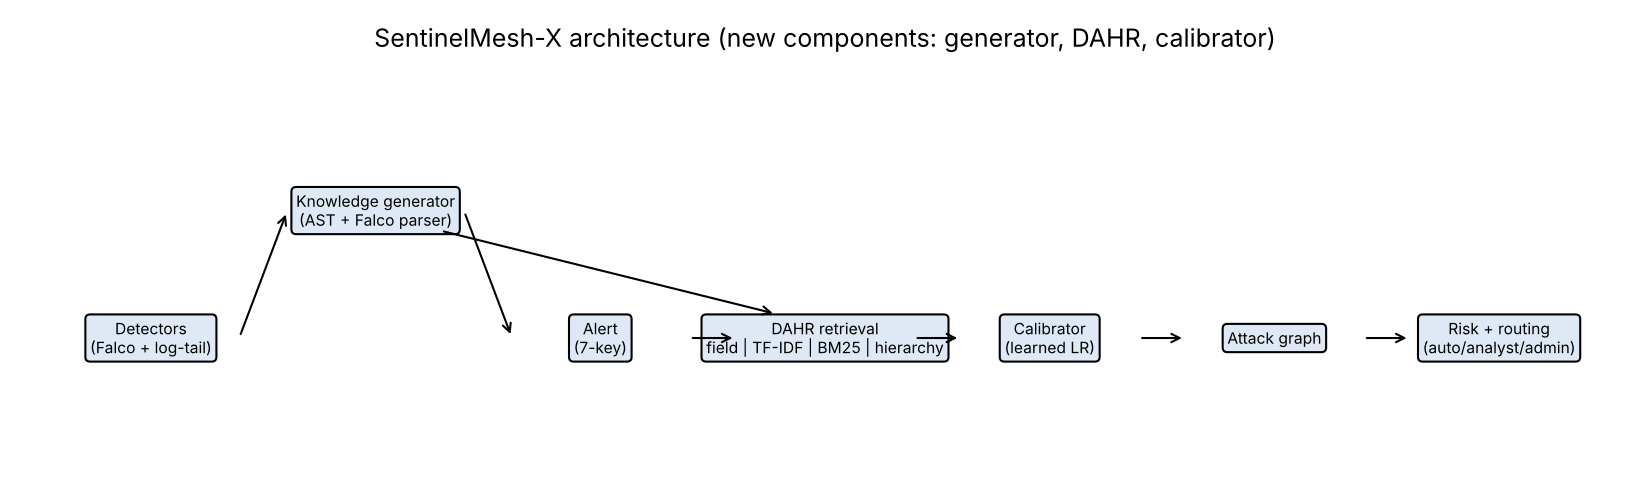 SentinelMesh-X architecture (new components: generator, DAHR, calibrator)
Knowledge generator
(AST + Falco parser)
Detectors
(Falco + log-tail)
Alert
(7-key)
DAHR retrieval
field | TF-IDF | BM25 | hierarchy
Calibrator
(learned LR)
Attack graph
Risk + routing
(auto/analyst/admin)